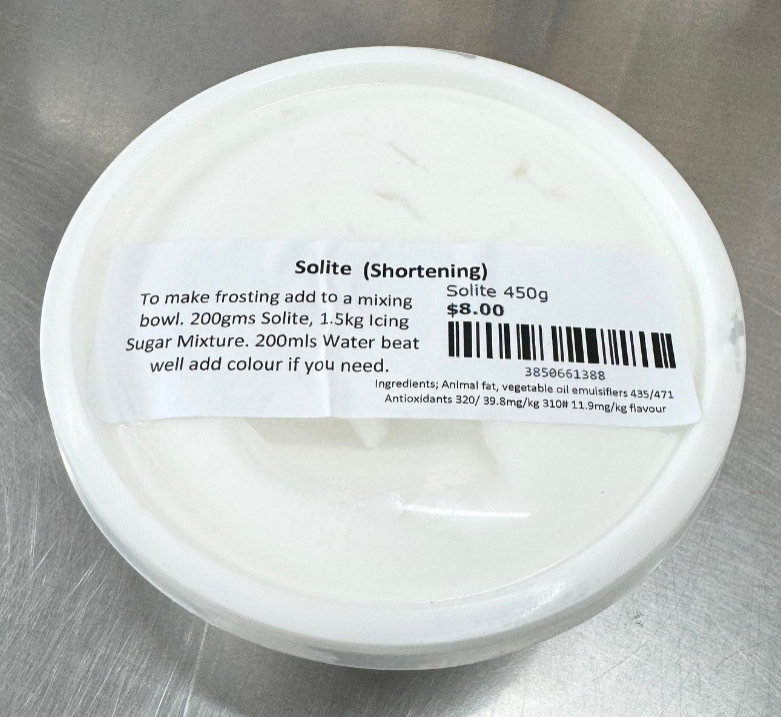 Solite (Shortening)
To make frosting add to a mixing
bowl. 200gms Solite, 1.5kg Icing
Sugar Mixture. 200mls Water beat
well add colour if you need.
Solite 450g
$8.00
3850661388
Ingredients; Animal fat, vegetable oil emulsifiers 435/471
Antioxidants 320/ 39.8mg/kg 310# 11.9mg/kg flavour